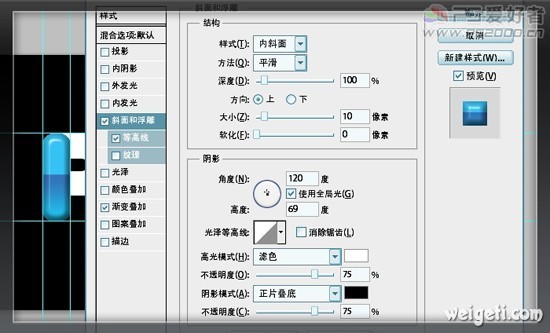 样式
混合选项:默认
投影
内阴影
外发光
内发光
斜面和浮雕
等高线
纹理
光泽
颜色叠加
渐变叠加
图案叠加
描边
斜面和浮雕
结构
样式(T): 内斜面
方法(Q): 平滑
深度(D): 100 %
方向: 上 下
大小(Z): 10 像素
软化(F): 0 像素
阴影
角度(N): 120 度
使用全局光(G)
高度: 69 度
光泽等高线: 消除锯齿(L)
高光模式(H): 滤色
不透明度(O): 75 %
阴影模式(A): 正片叠底
不透明度(C): 75 %
取消
新建样式(W)...
预览(V)
weigeti.com